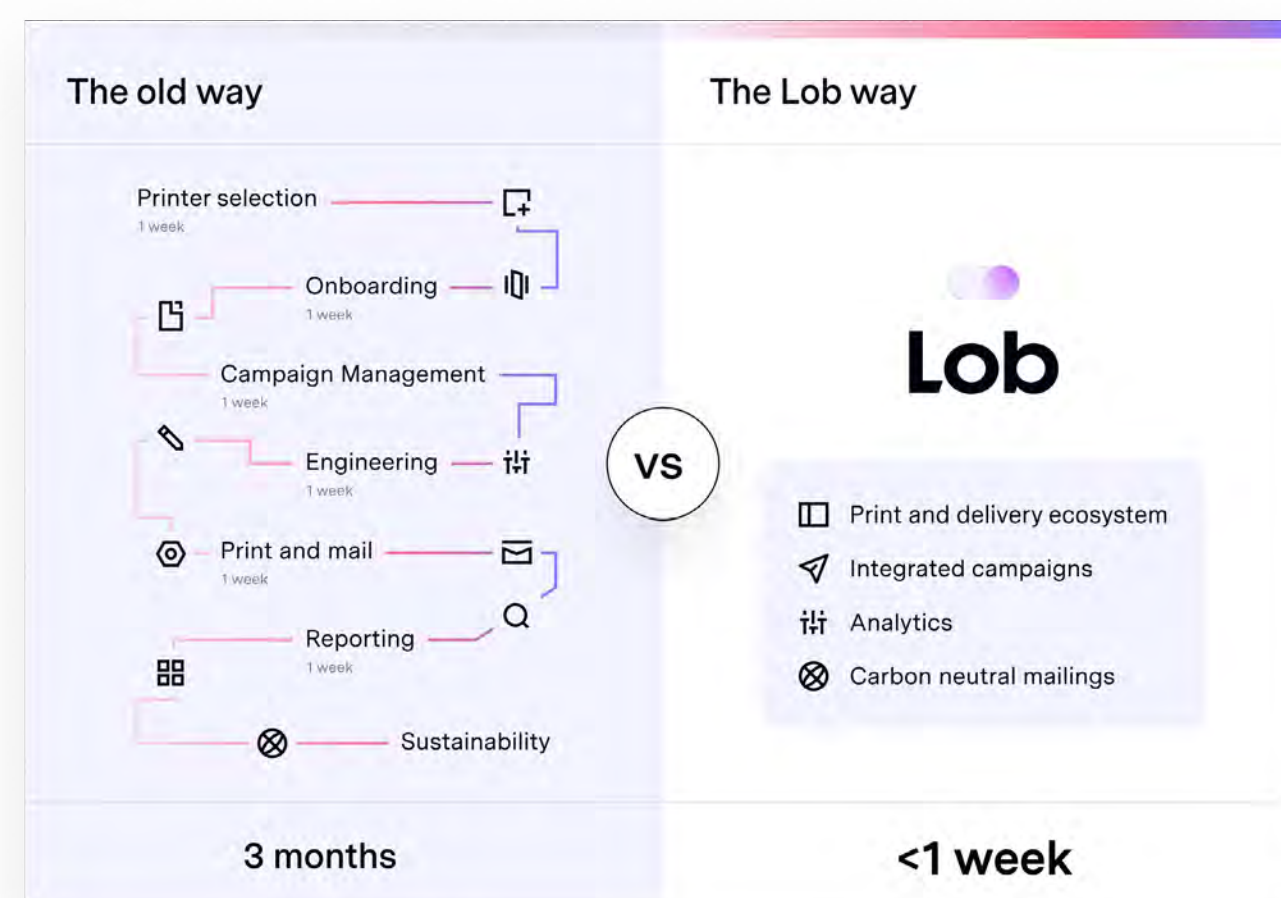 The old way
Printer selection
1 week
Onboarding
1 week
Campaign Management
1 week
Engineering
1 week
Print and mail
1 week
Reporting
1 week
Sustainability
3 months
vs
The Lob way
Lob
Print and delivery ecosystem
Integrated campaigns
Analytics
Carbon neutral mailings
<1 week